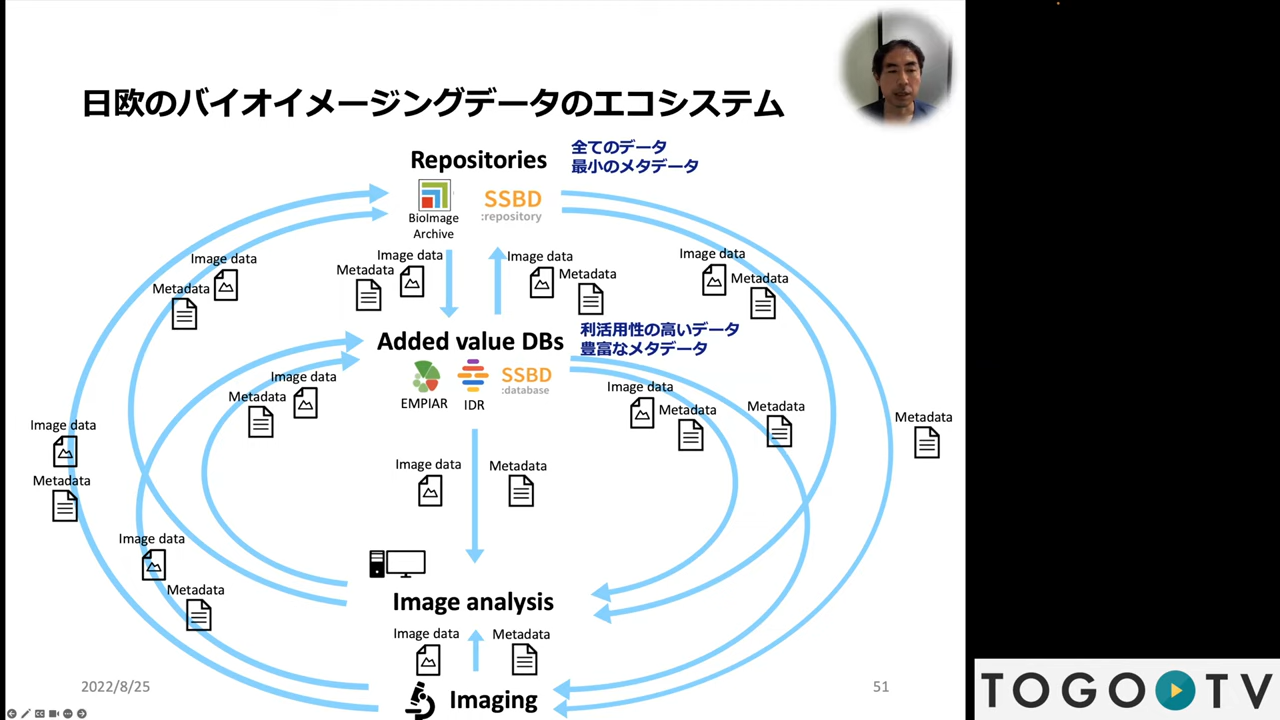 日欧のバイオイメージングデータのエコシステム
Repositories
全てのデータ
最小のメタデータ
BioImage
Archive
SSBD
:repository
Image data
Metadata
Image data
Metadata
Image data
Metadata
Image data
Metadata
Added value DBs
利活用性の高いデータ
豊富なメタデータ
EMPIAR
IDR
SSBD
:database
Image data
Metadata
Image data
Metadata
Metadata
Metadata
Image data
Metadata
Image data
Metadata
Image data
Metadata
Image analysis
Image data
Metadata
Imaging
2022/8/25
51
TOGO TV